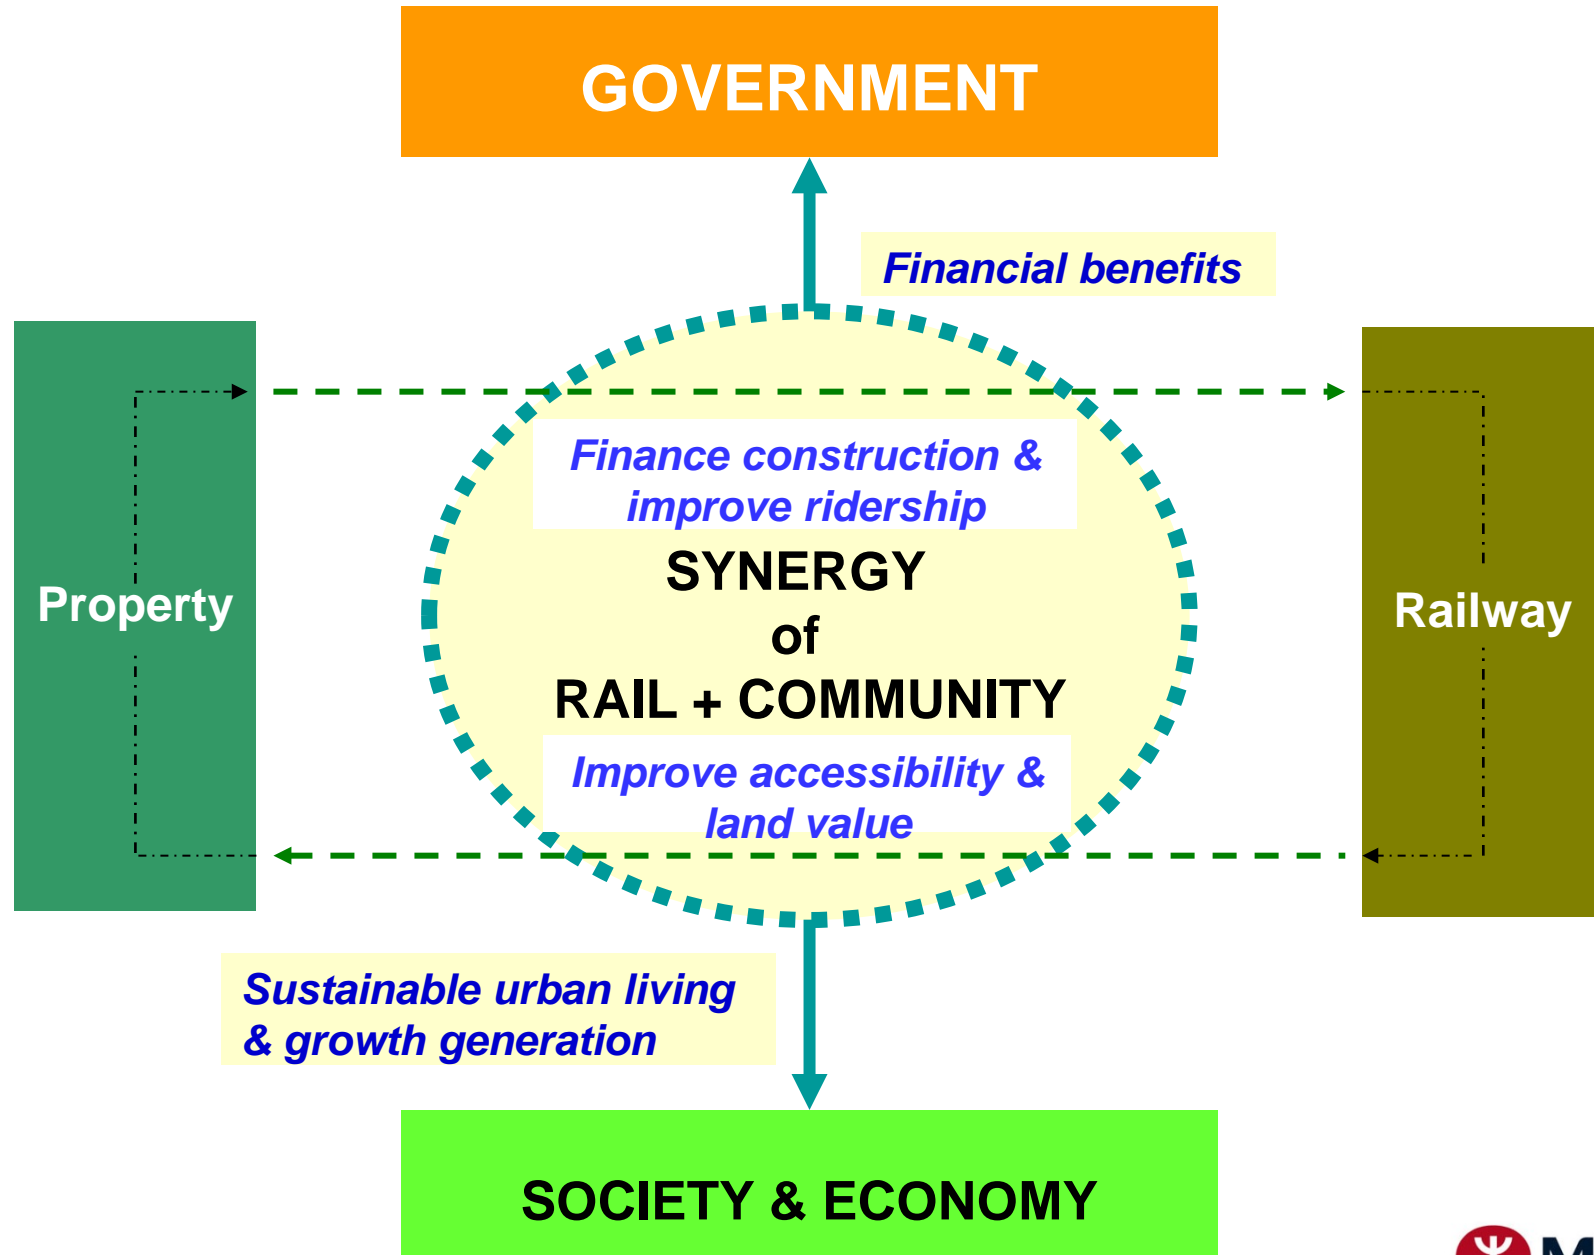 GOVERNMENT
Financial benefits
Finance construction &
improve ridership
SYNERGY
of
RAIL + COMMUNITY
Property
Railway
Improve accessibility &
land value
Sustainable urban living
& growth generation
SOCIETY & ECONOMY